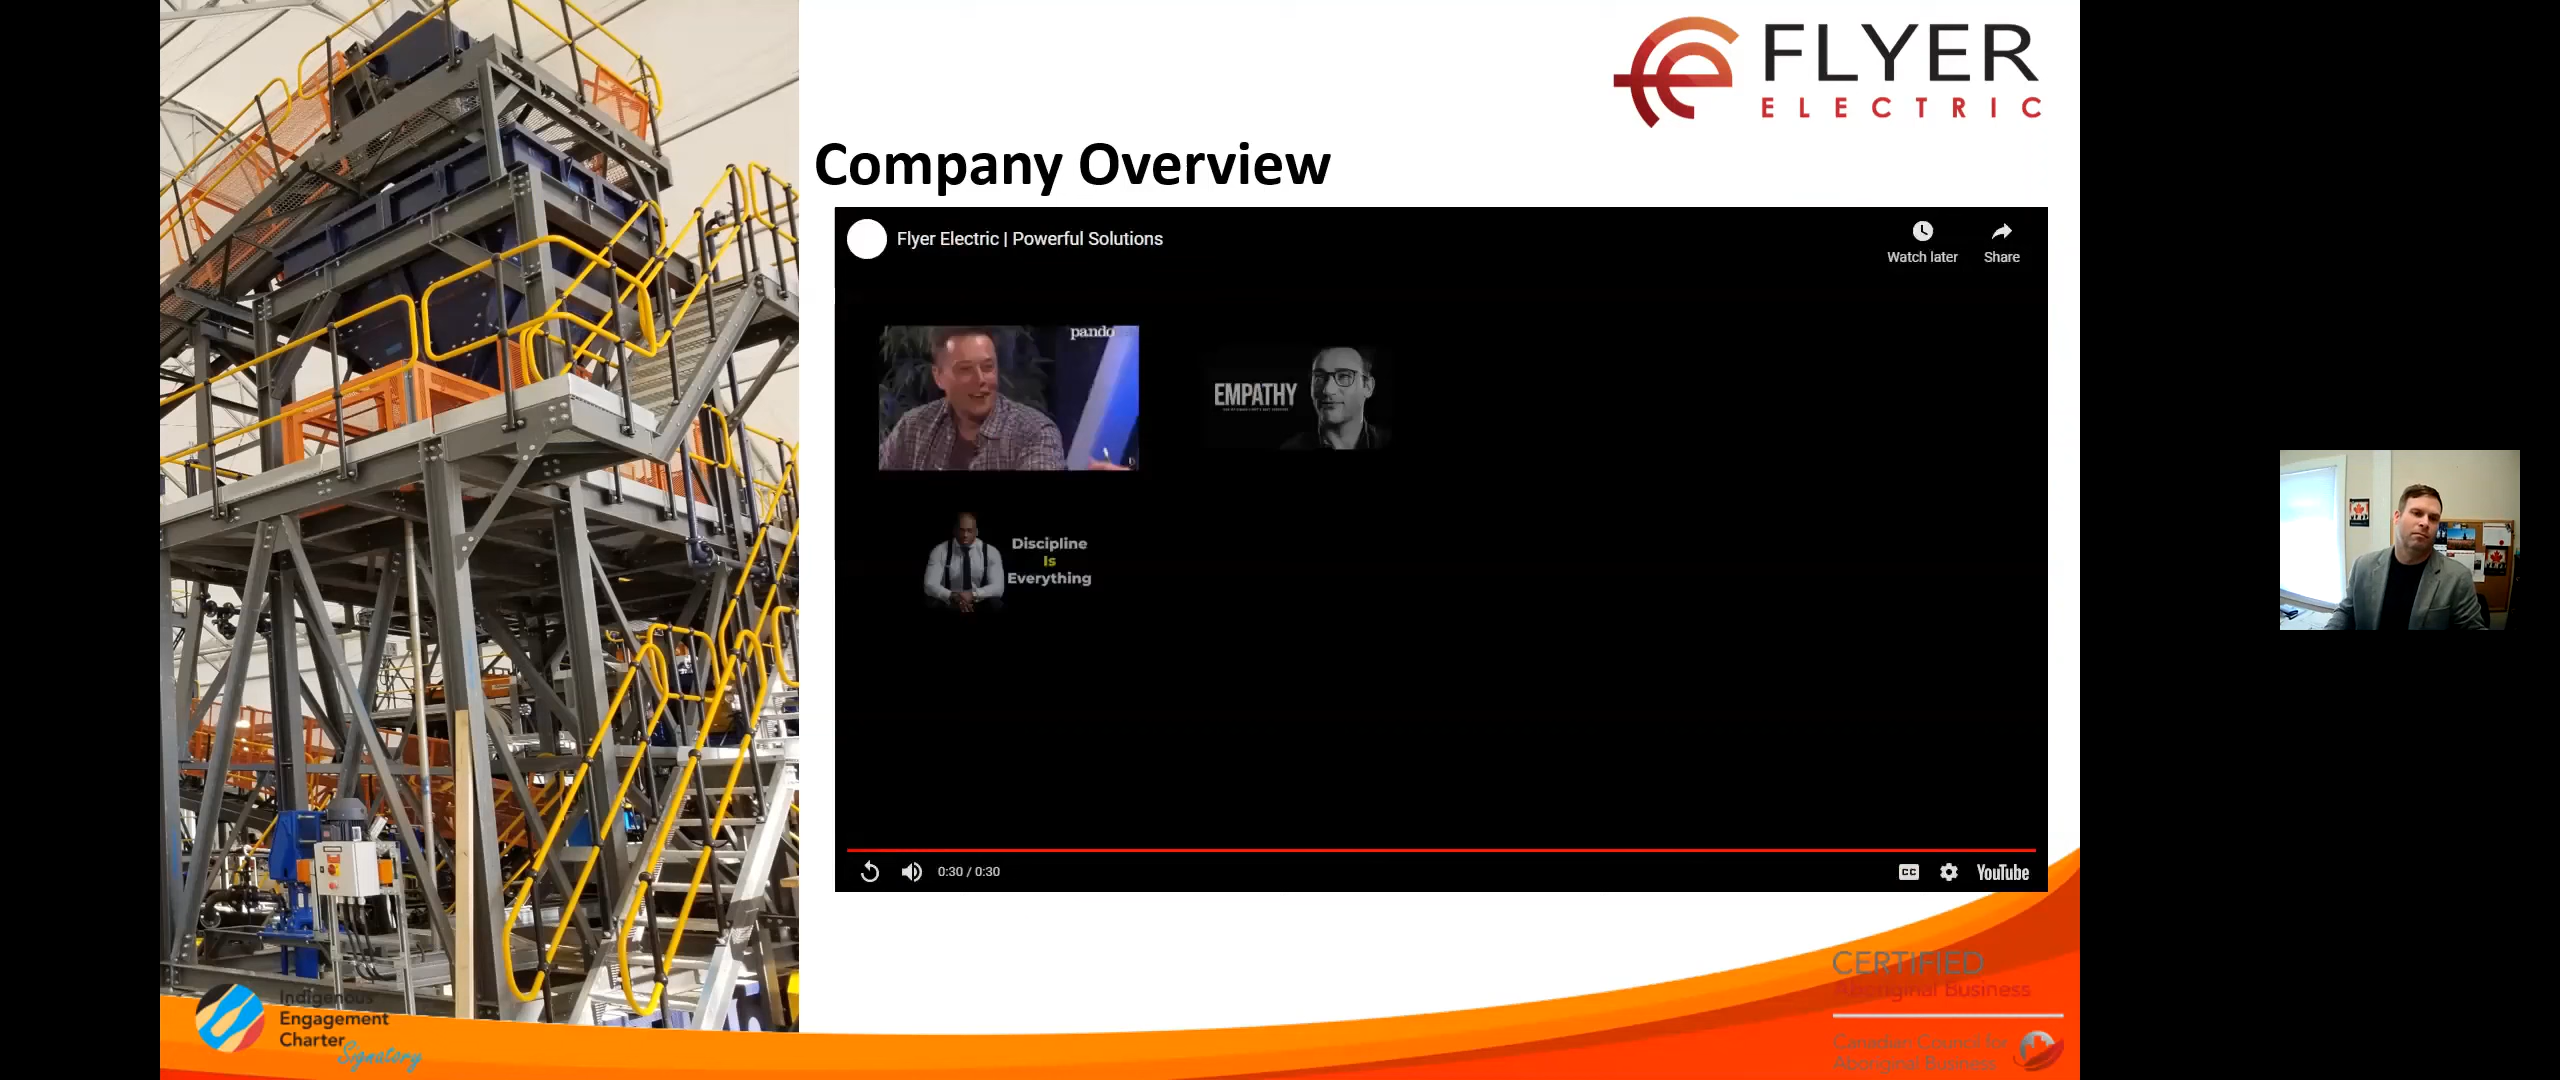 FLYER
ELECTRIC
Company Overview
Flyer Electric | Powerful Solutions
Watch later
Share
pando
EMPATHY
Discipline
Is
Everything
0:30 / 0:30
CC
YouTube
CERTIFIED
Aboriginal Business
Canadian Council for
Aboriginal Business
Indigenous
Engagement
Charter
Signatory